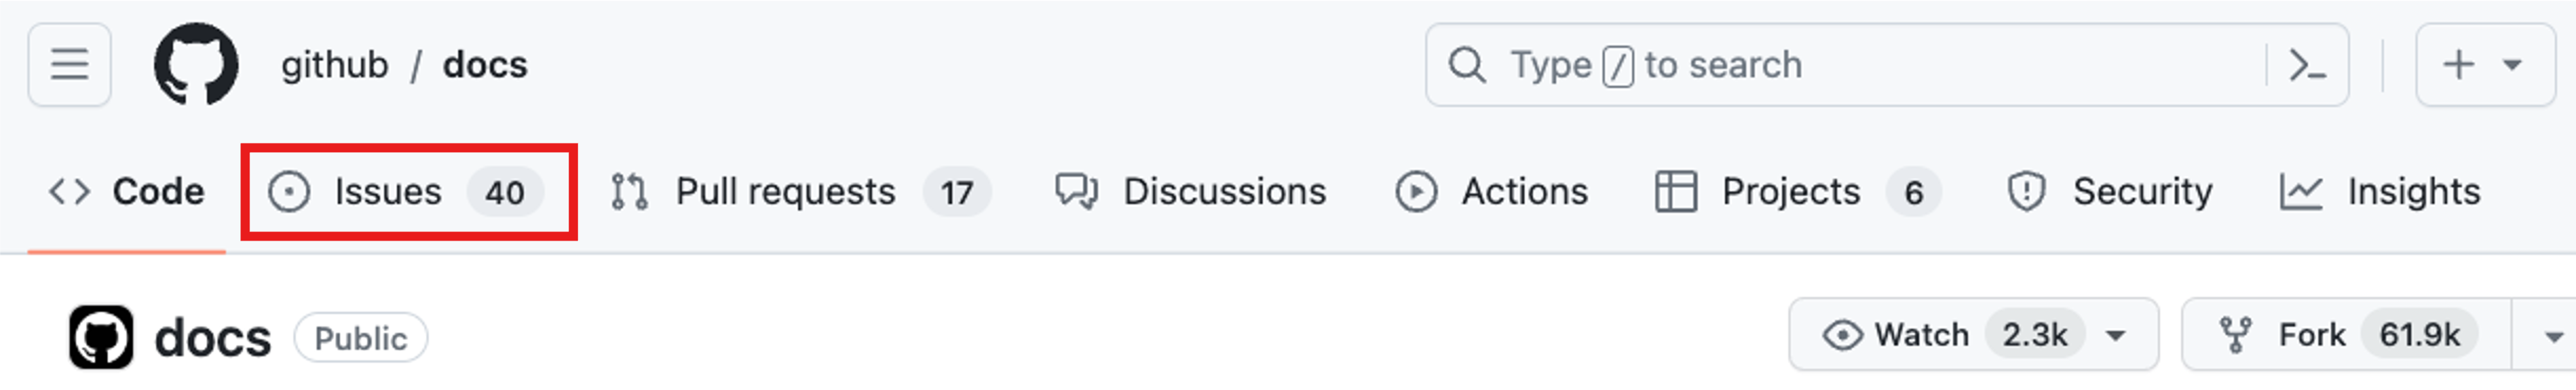 github / docs Type / to search
Code Issues 40 Pull requests 17 Discussions Actions Projects 6 Security Insights
docs Public Watch 2.3k Fork 61.9k